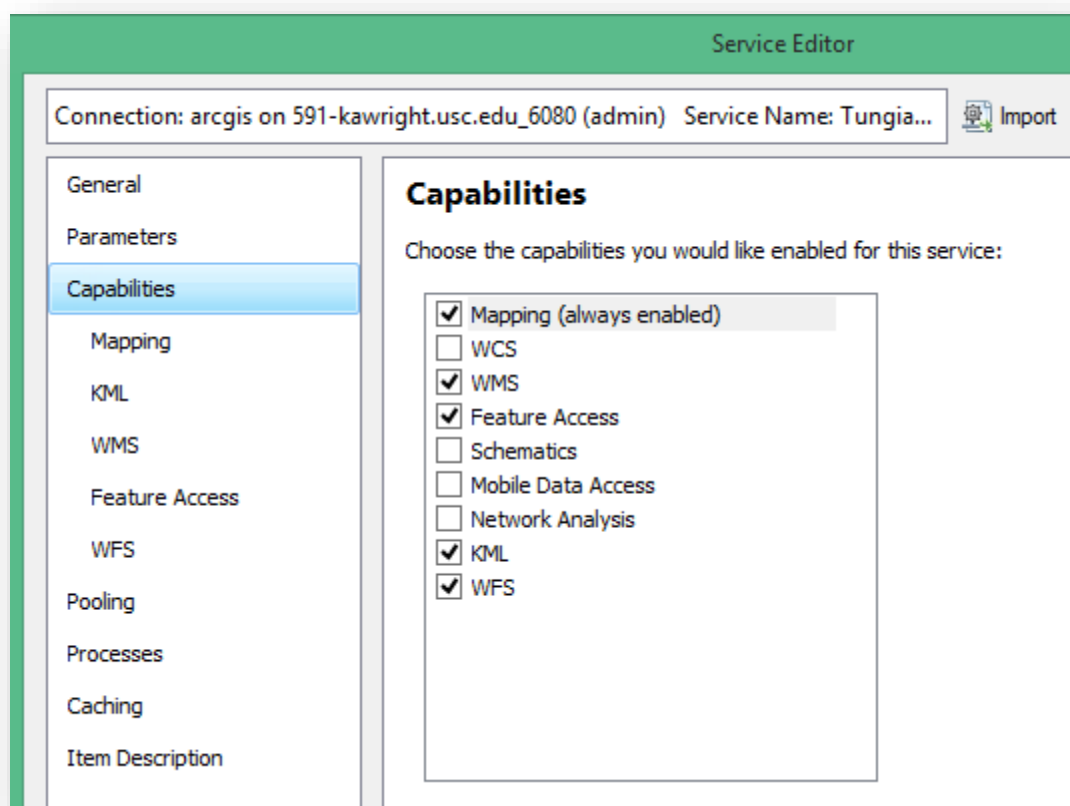 Service Editor
Connection: arcgis on 591-kawright.usc.edu_6080 (admin) Service Name: Tungia...
Import
General
Parameters
Capabilities
Mapping
KML
WMS
Feature Access
WFS
Pooling
Processes
Caching
Item Description
Capabilities
Choose the capabilities you would like enabled for this service:
Mapping (always enabled)
WCS
WMS
Feature Access
Schematics
Mobile Data Access
Network Analysis
KML
WFS